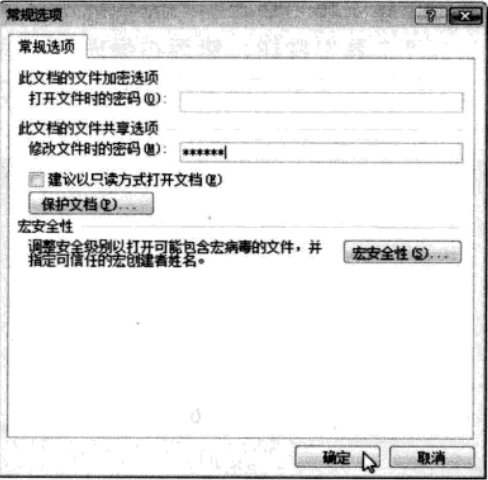 常规选项
常规选项
此文档的文件加密选项
打开文件时的密码(O):
此文档的文件共享选项
修改文件时的密码(M): ******
建议以只读方式打开文档(E)
保护文档(P)...
宏安全性
调整安全级别以打开可能包含宏病毒的文件，并
指定可信任的宏创建者姓名。
宏安全性(S)...
确定
取消